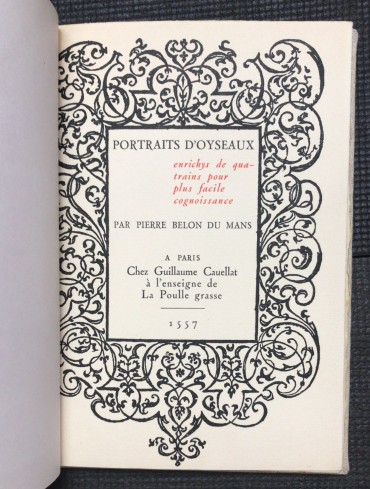 PORTRAITS D'OYSEAUX
enrichys de qua-
trains pour
plus facile
cognoissance
PAR PIERRE BELON DU MANS
A PARIS
Chez Guillaume Cauellat
à l'enseigne de
La Poulle grasse
1557